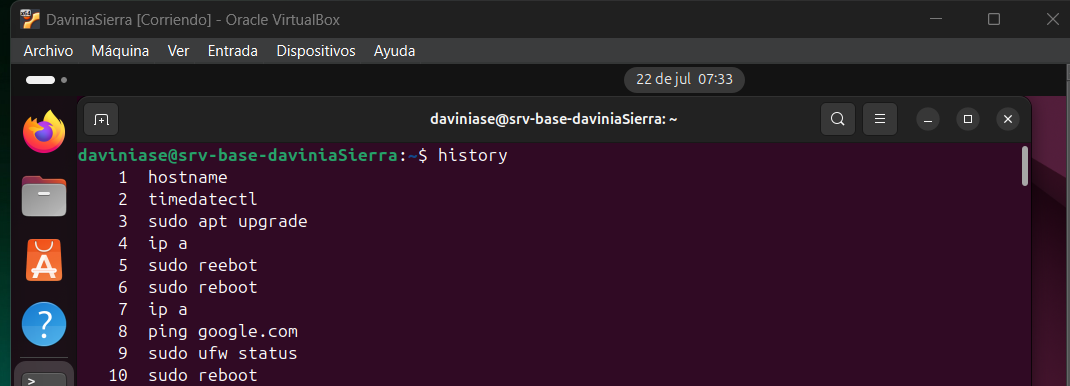 DaviniaSierra [Corriendo] - Oracle VirtualBox
Archivo Máquina Ver Entrada Dispositivos Ayuda
22 de jul 07:33
daviniase@srv-base-daviniaSierra: ~
daviniase@srv-base-daviniaSierra:~$ history
1 hostname
2 timedatectl
3 sudo apt upgrade
4 ip a
5 sudo reebot
6 sudo reboot
7 ip a
8 ping google.com
9 sudo ufw status
10 sudo reboot